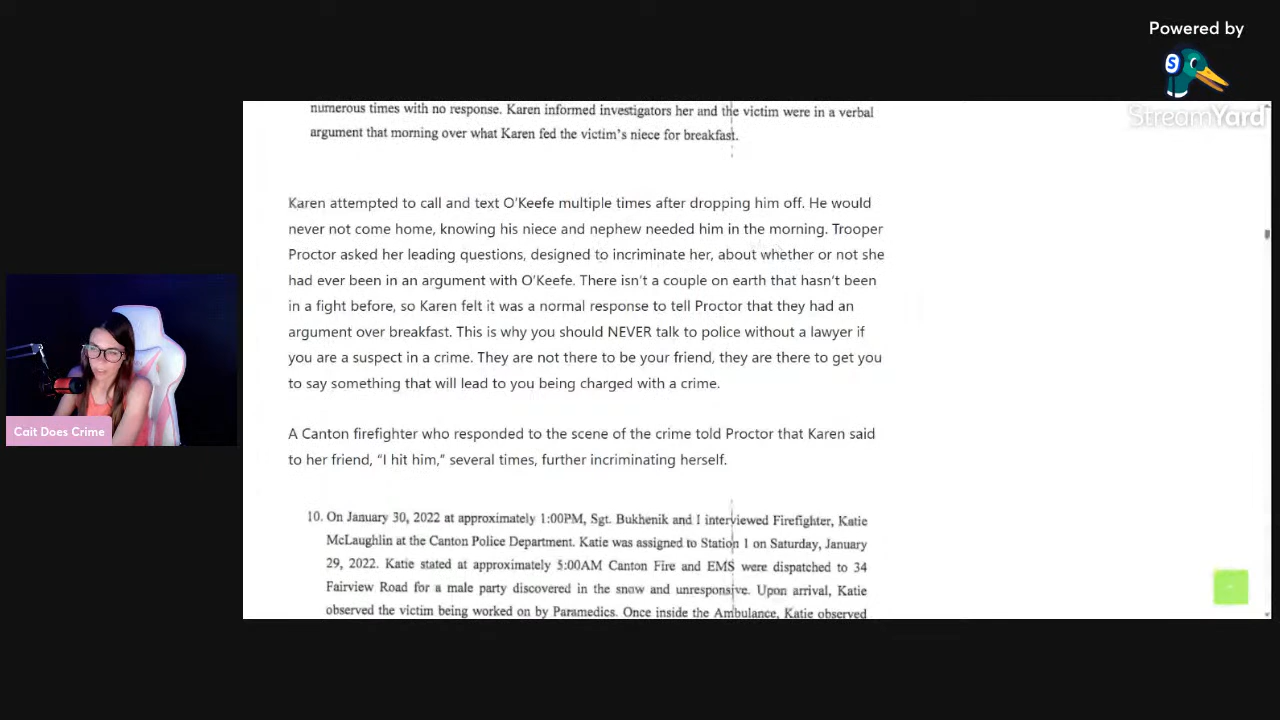 Powered by
S
StreamYard
numerous times with no response. Karen informed investigators her and the victim were in a verbal
argument that morning over what Karen fed the victim's niece for breakfast.
Karen attempted to call and text O'Keefe multiple times after dropping him off. He would
never not come home, knowing his niece and nephew needed him in the morning. Trooper
Proctor asked her leading questions, designed to incriminate her, about whether or not she
had ever been in an argument with O'Keefe. There isn't a couple on earth that hasn't been
in a fight before, so Karen felt it was a normal response to tell Proctor that they had an
argument over breakfast. This is why you should NEVER talk to police without a lawyer if
you are a suspect in a crime. They are not there to be your friend, they are there to get you
to say something that will lead to you being charged with a crime.
A Canton firefighter who responded to the scene of the crime told Proctor that Karen said
to her friend, “I hit him,” several times, further incriminating herself.
10. On January 30, 2022 at approximately 1:00PM, Sgt. Bukhenik and I interviewed Firefighter, Katie
McLaughlin at the Canton Police Department. Katie was assigned to Station 1 on Saturday, January
29, 2022. Katie stated at approximately 5:00AM Canton Fire and EMS were dispatched to 34
Fairview Road for a male party discovered in the snow and unresponsive. Upon arrival, Katie
observed the victim being worked on by Paramedics. Once inside the Ambulance, Katie observed
Cait Does Crime